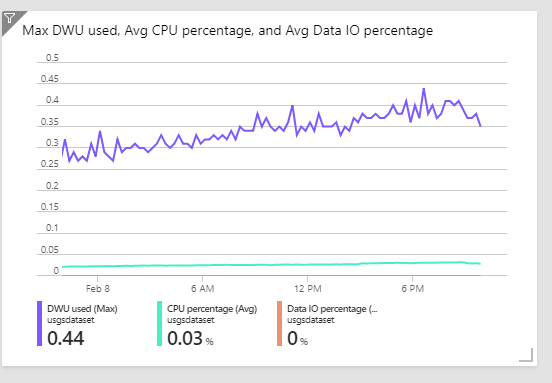 Max DWU used, Avg CPU percentage, and Avg Data IO percentage
0.5
0.45
0.4
0.35
0.3
0.25
0.2
0.15
0.1
0.05
0
Feb 8 6 AM 12 PM 6 PM
DWU used (Max) CPU percentage (Avg) Data IO percentage (...
usgsdataset usgsdataset usgsdataset
0.44 0.03 % 0 %